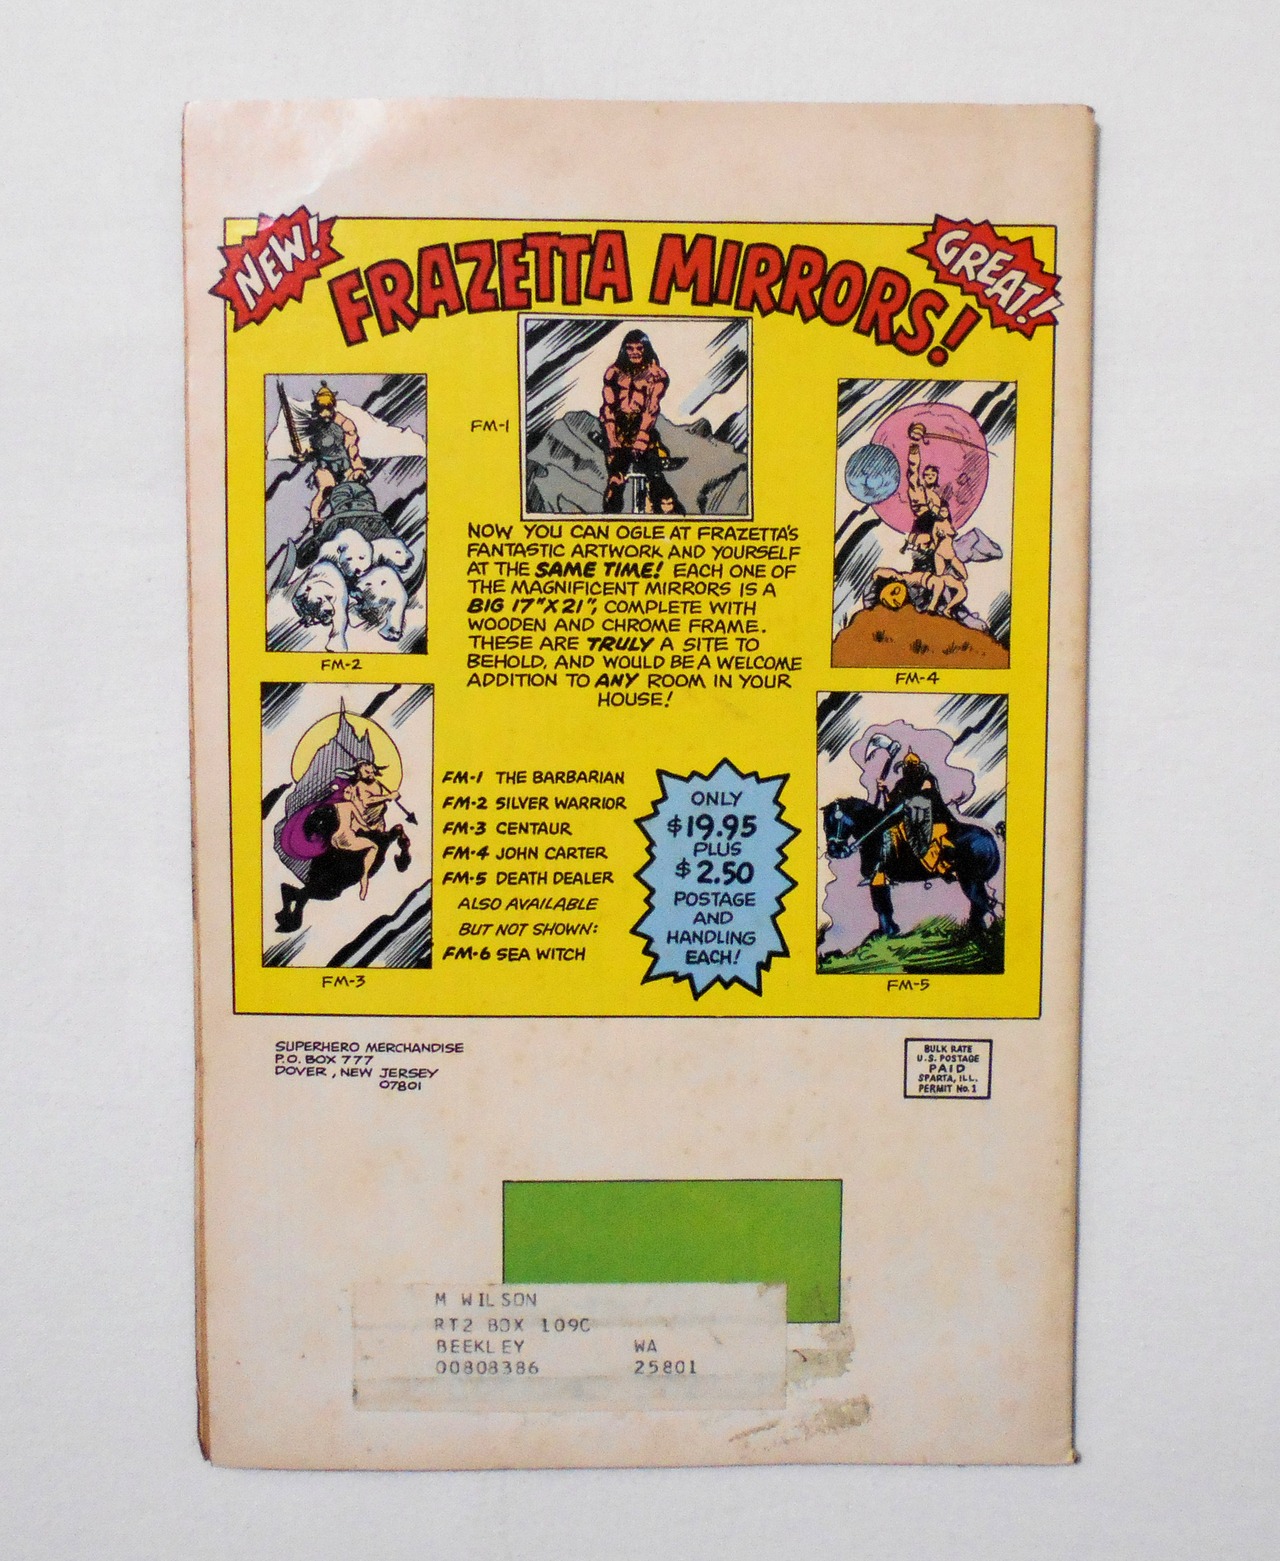 NEW!
FRAZETTA MIRRORS!
GREAT!!
FM-1
NOW YOU CAN OGLE AT FRAZETTA'S
FANTASTIC ARTWORK AND YOURSELF
AT THE SAME TIME! EACH ONE OF
THE MAGNIFICENT MIRRORS IS A
BIG 17"X21", COMPLETE WITH
WOODEN AND CHROME FRAME.
THESE ARE TRULY A SITE TO
BEHOLD, AND WOULD BE A WELCOME
ADDITION TO ANY ROOM IN YOUR
HOUSE!
FM-2
FM-4
FM-1 THE BARBARIAN
FM-2 SILVER WARRIOR
FM-3 CENTAUR
FM-4 JOHN CARTER
FM-5 DEATH DEALER
ALSO AVAILABLE
BUT NOT SHOWN:
FM-6 SEA WITCH
ONLY
$19.95
PLUS
$2.50
POSTAGE
AND
HANDLING
EACH!
FM-3
FM-5
SUPERHERO MERCHANDISE
P.O. BOX 777
DOVER, NEW JERSEY
07801
BULK RATE
U.S. POSTAGE
PAID
SPARTA, ILL.
PERMIT No. 1
M WILSON
RT2 BOX 109C
BEEKLEY WA
00808386 25801